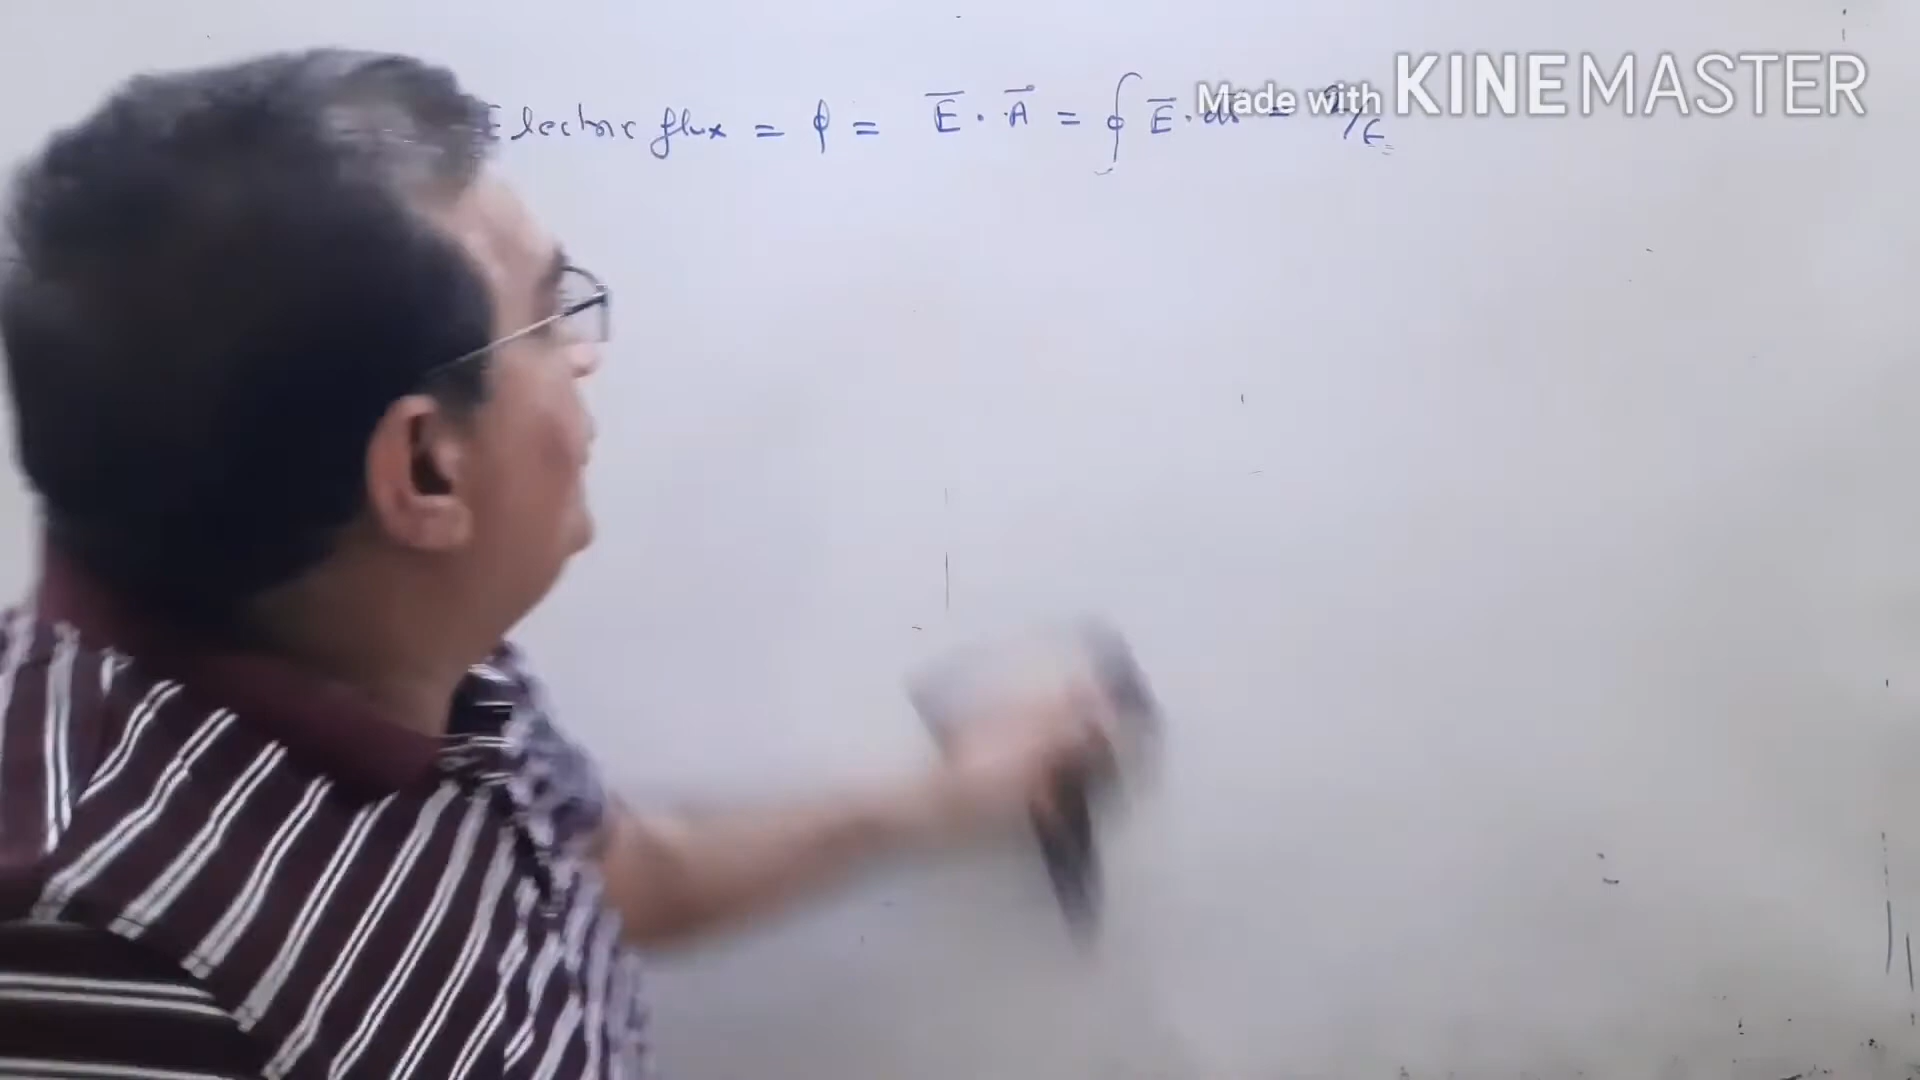 Electric flux = ϕ = E̅ · A⃗ = ∮ E̅ · ds = q/ϵ₀
Made with KINEMASTER